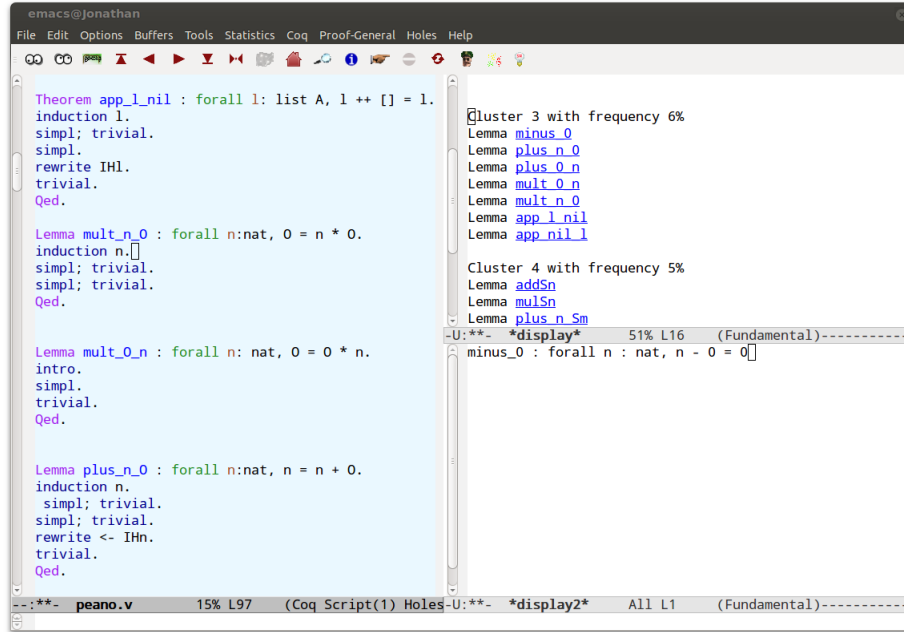 emacs@Jonathan
File Edit Options Buffers Tools Statistics Coq Proof-General Holes Help
Theorem app_l_nil : forall l: list A, l ++ [] = l.
induction l.
simpl; trivial.
simpl.
rewrite IHl.
trivial.
Qed.
Lemma mult_n_O : forall n:nat, O = n * O.
induction n.
simpl; trivial.
simpl; trivial.
Qed.
Lemma mult_O_n : forall n: nat, O = O * n.
intro.
simpl.
trivial.
Qed.
Lemma plus_n_O : forall n:nat, n = n + O.
induction n.
simpl; trivial.
simpl; trivial.
rewrite <- IHn.
trivial.
Qed.
--:**- peano.v 15% L97 (Coq Script(1) Holes
Cluster 3 with frequency 6%
Lemma minus_0
Lemma plus_n_0
Lemma plus_0_n
Lemma mult_0_n
Lemma mult_n_0
Lemma app_l_nil
Lemma app_nil_l
Cluster 4 with frequency 5%
Lemma addSn
Lemma mulSn
Lemma plus_n_Sm
-U:**- *display* 51% L16 (Fundamental)-----------
minus_0 : forall n : nat, n - 0 = 0
-U:**- *display2* All L1 (Fundamental)-----------